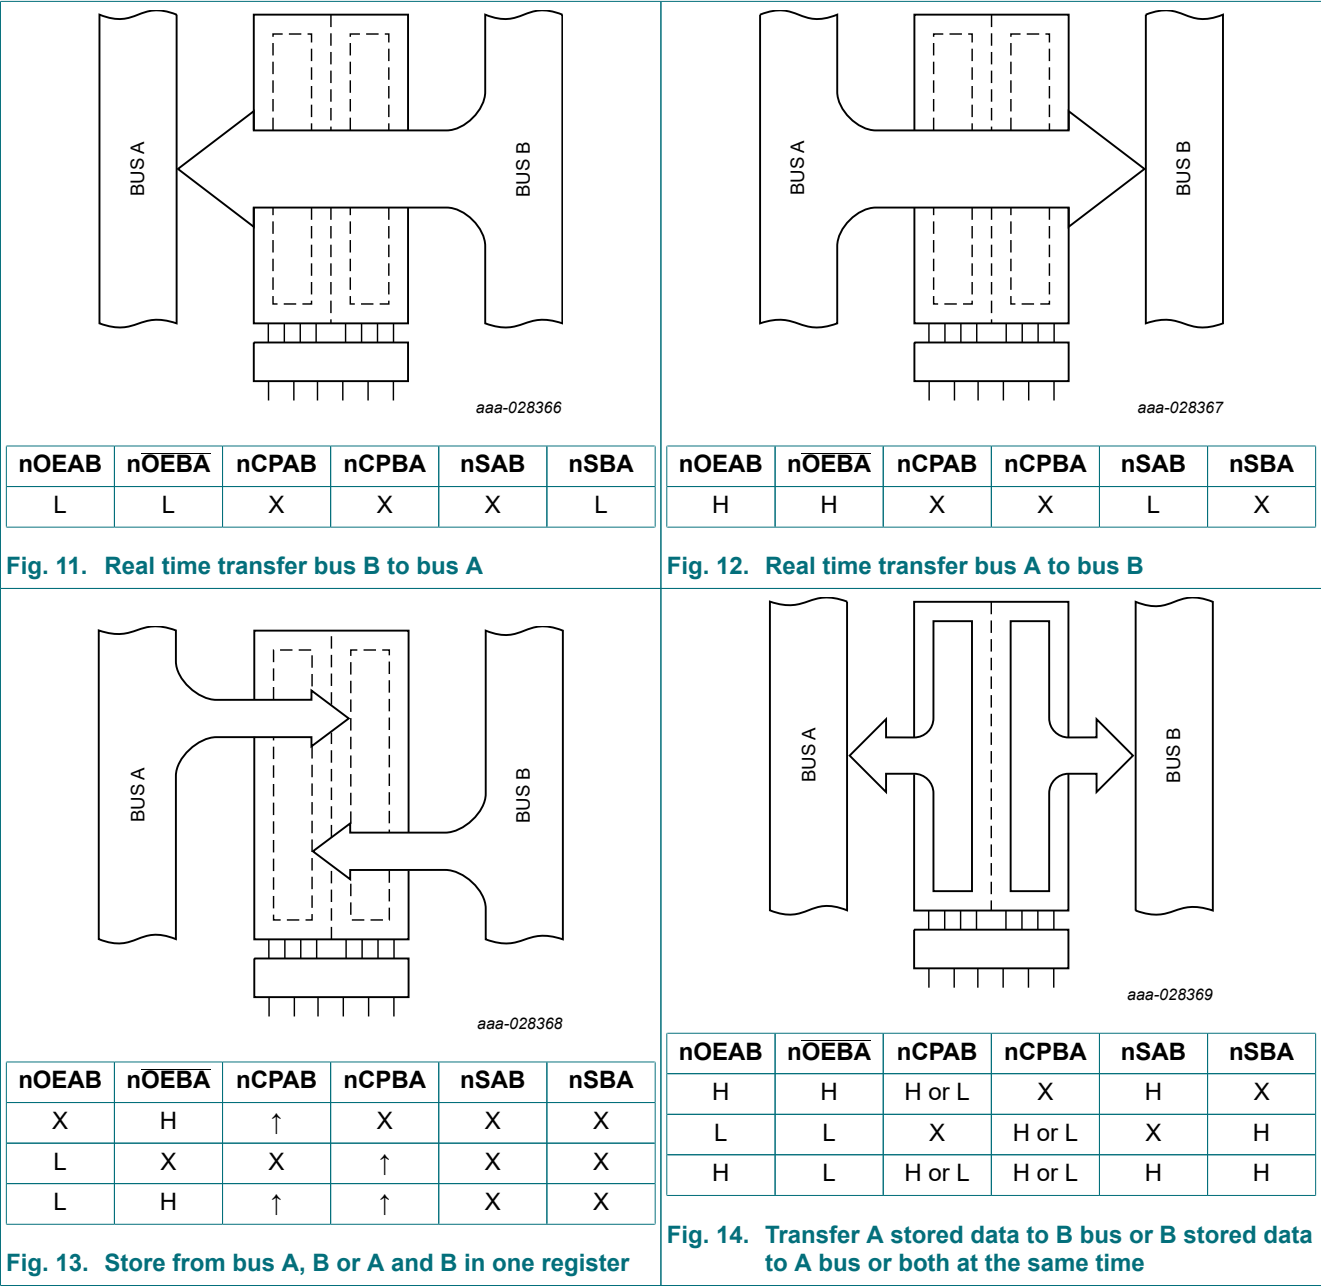 BUS A
BUS B
aaa-028366
nOEAB nO̅E̅B̅A̅ nCPAB nCPBA nSAB nSBA
L L X X X L
Fig. 11. Real time transfer bus B to bus A
BUS A
BUS B
aaa-028367
nOEAB nO̅E̅B̅A̅ nCPAB nCPBA nSAB nSBA
H H X X L X
Fig. 12. Real time transfer bus A to bus B
BUS A
BUS B
aaa-028368
nOEAB nO̅E̅B̅A̅ nCPAB nCPBA nSAB nSBA
X H ↑ X X X
L X X ↑ X X
L H ↑ ↑ X X
Fig. 13. Store from bus A, B or A and B in one register
BUS A
BUS B
aaa-028369
nOEAB nO̅E̅B̅A̅ nCPAB nCPBA nSAB nSBA
H H H or L X H X
L L X H or L X H
H L H or L H or L H H
Fig. 14. Transfer A stored data to B bus or B stored data
to A bus or both at the same time